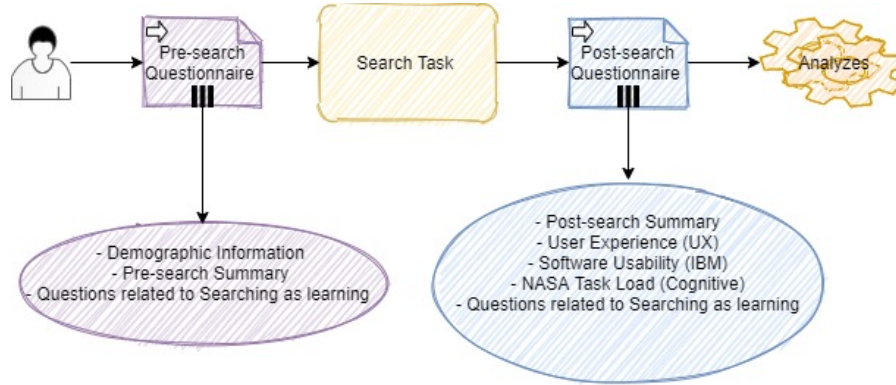 Pre-search
Questionnaire
Search Task
Post-search
Questionnaire
Analyzes
- Demographic Information
- Pre-search Summary
- Questions related to Searching as learning
- Post-search Summary
- User Experience (UX)
- Software Usability (IBM)
- NASA Task Load (Cognitive)
- Questions related to Searching as learning